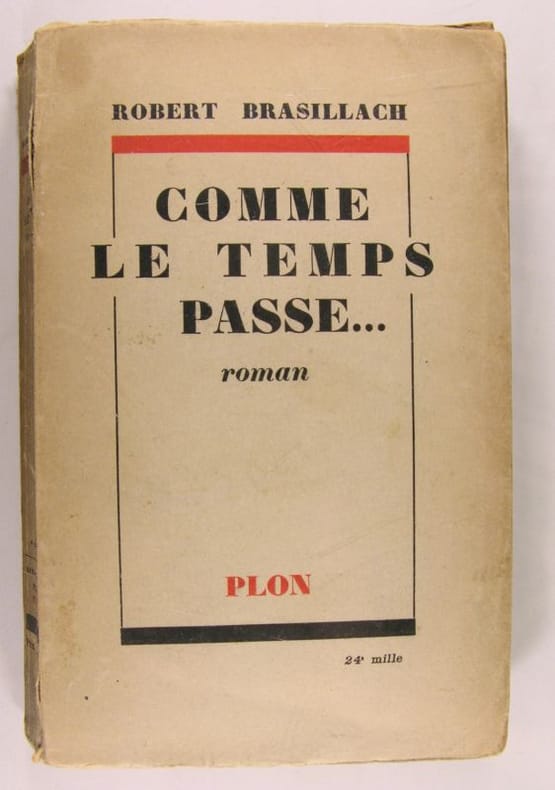 ROBERT BRASILLACH
COMME
LE TEMPS
PASSE...
roman
PLON
24e mille